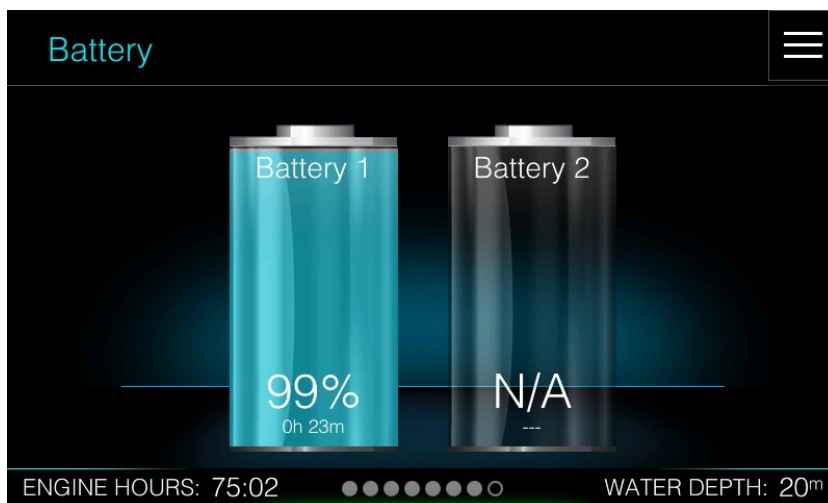 Battery
Battery 1
Battery 2
99%
N/A
0h 23m
---
ENGINE HOURS: 75:02
WATER DEPTH: 20m